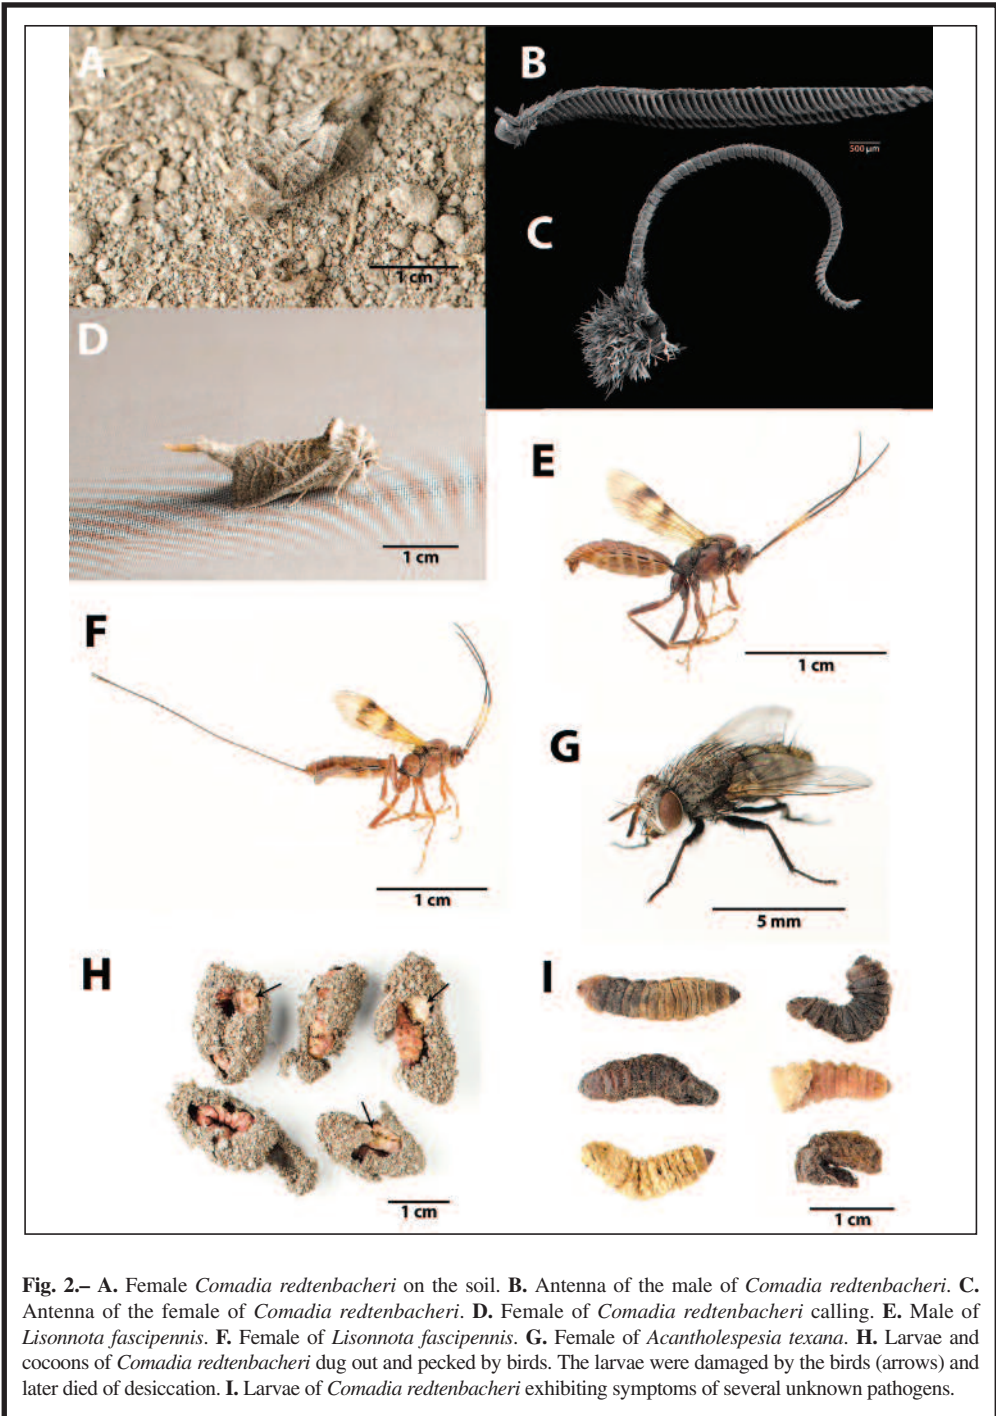 A
B
500 µm
C
1 cm
D
1 cm
E
1 cm
F
1 cm
G
5 mm
H
1 cm
I
1 cm
Fig. 2.– A. Female Comadia redtenbacheri on the soil. B. Antenna of the male of Comadia redtenbacheri. C.
Antenna of the female of Comadia redtenbacheri. D. Female of Comadia redtenbacheri calling. E. Male of
Lisonnota fascipennis. F. Female of Lisonnota fascipennis. G. Female of Acantholespesia texana. H. Larvae and
cocoons of Comadia redtenbacheri dug out and pecked by birds. The larvae were damaged by the birds (arrows) and
later died of desiccation. I. Larvae of Comadia redtenbacheri exhibiting symptoms of several unknown pathogens.